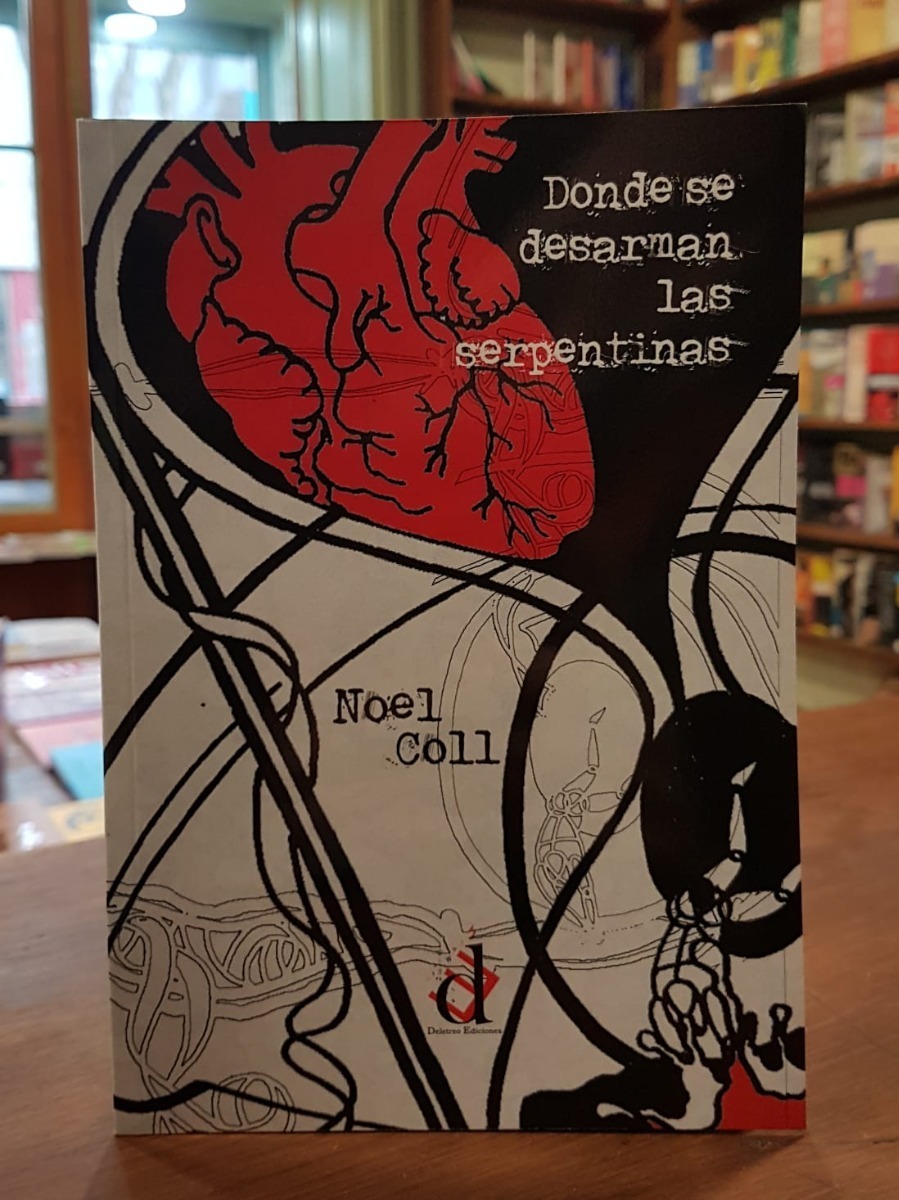 Donde se
desarman
las
serpentinas
Noel
Coll
d
Deletreo Ediciones